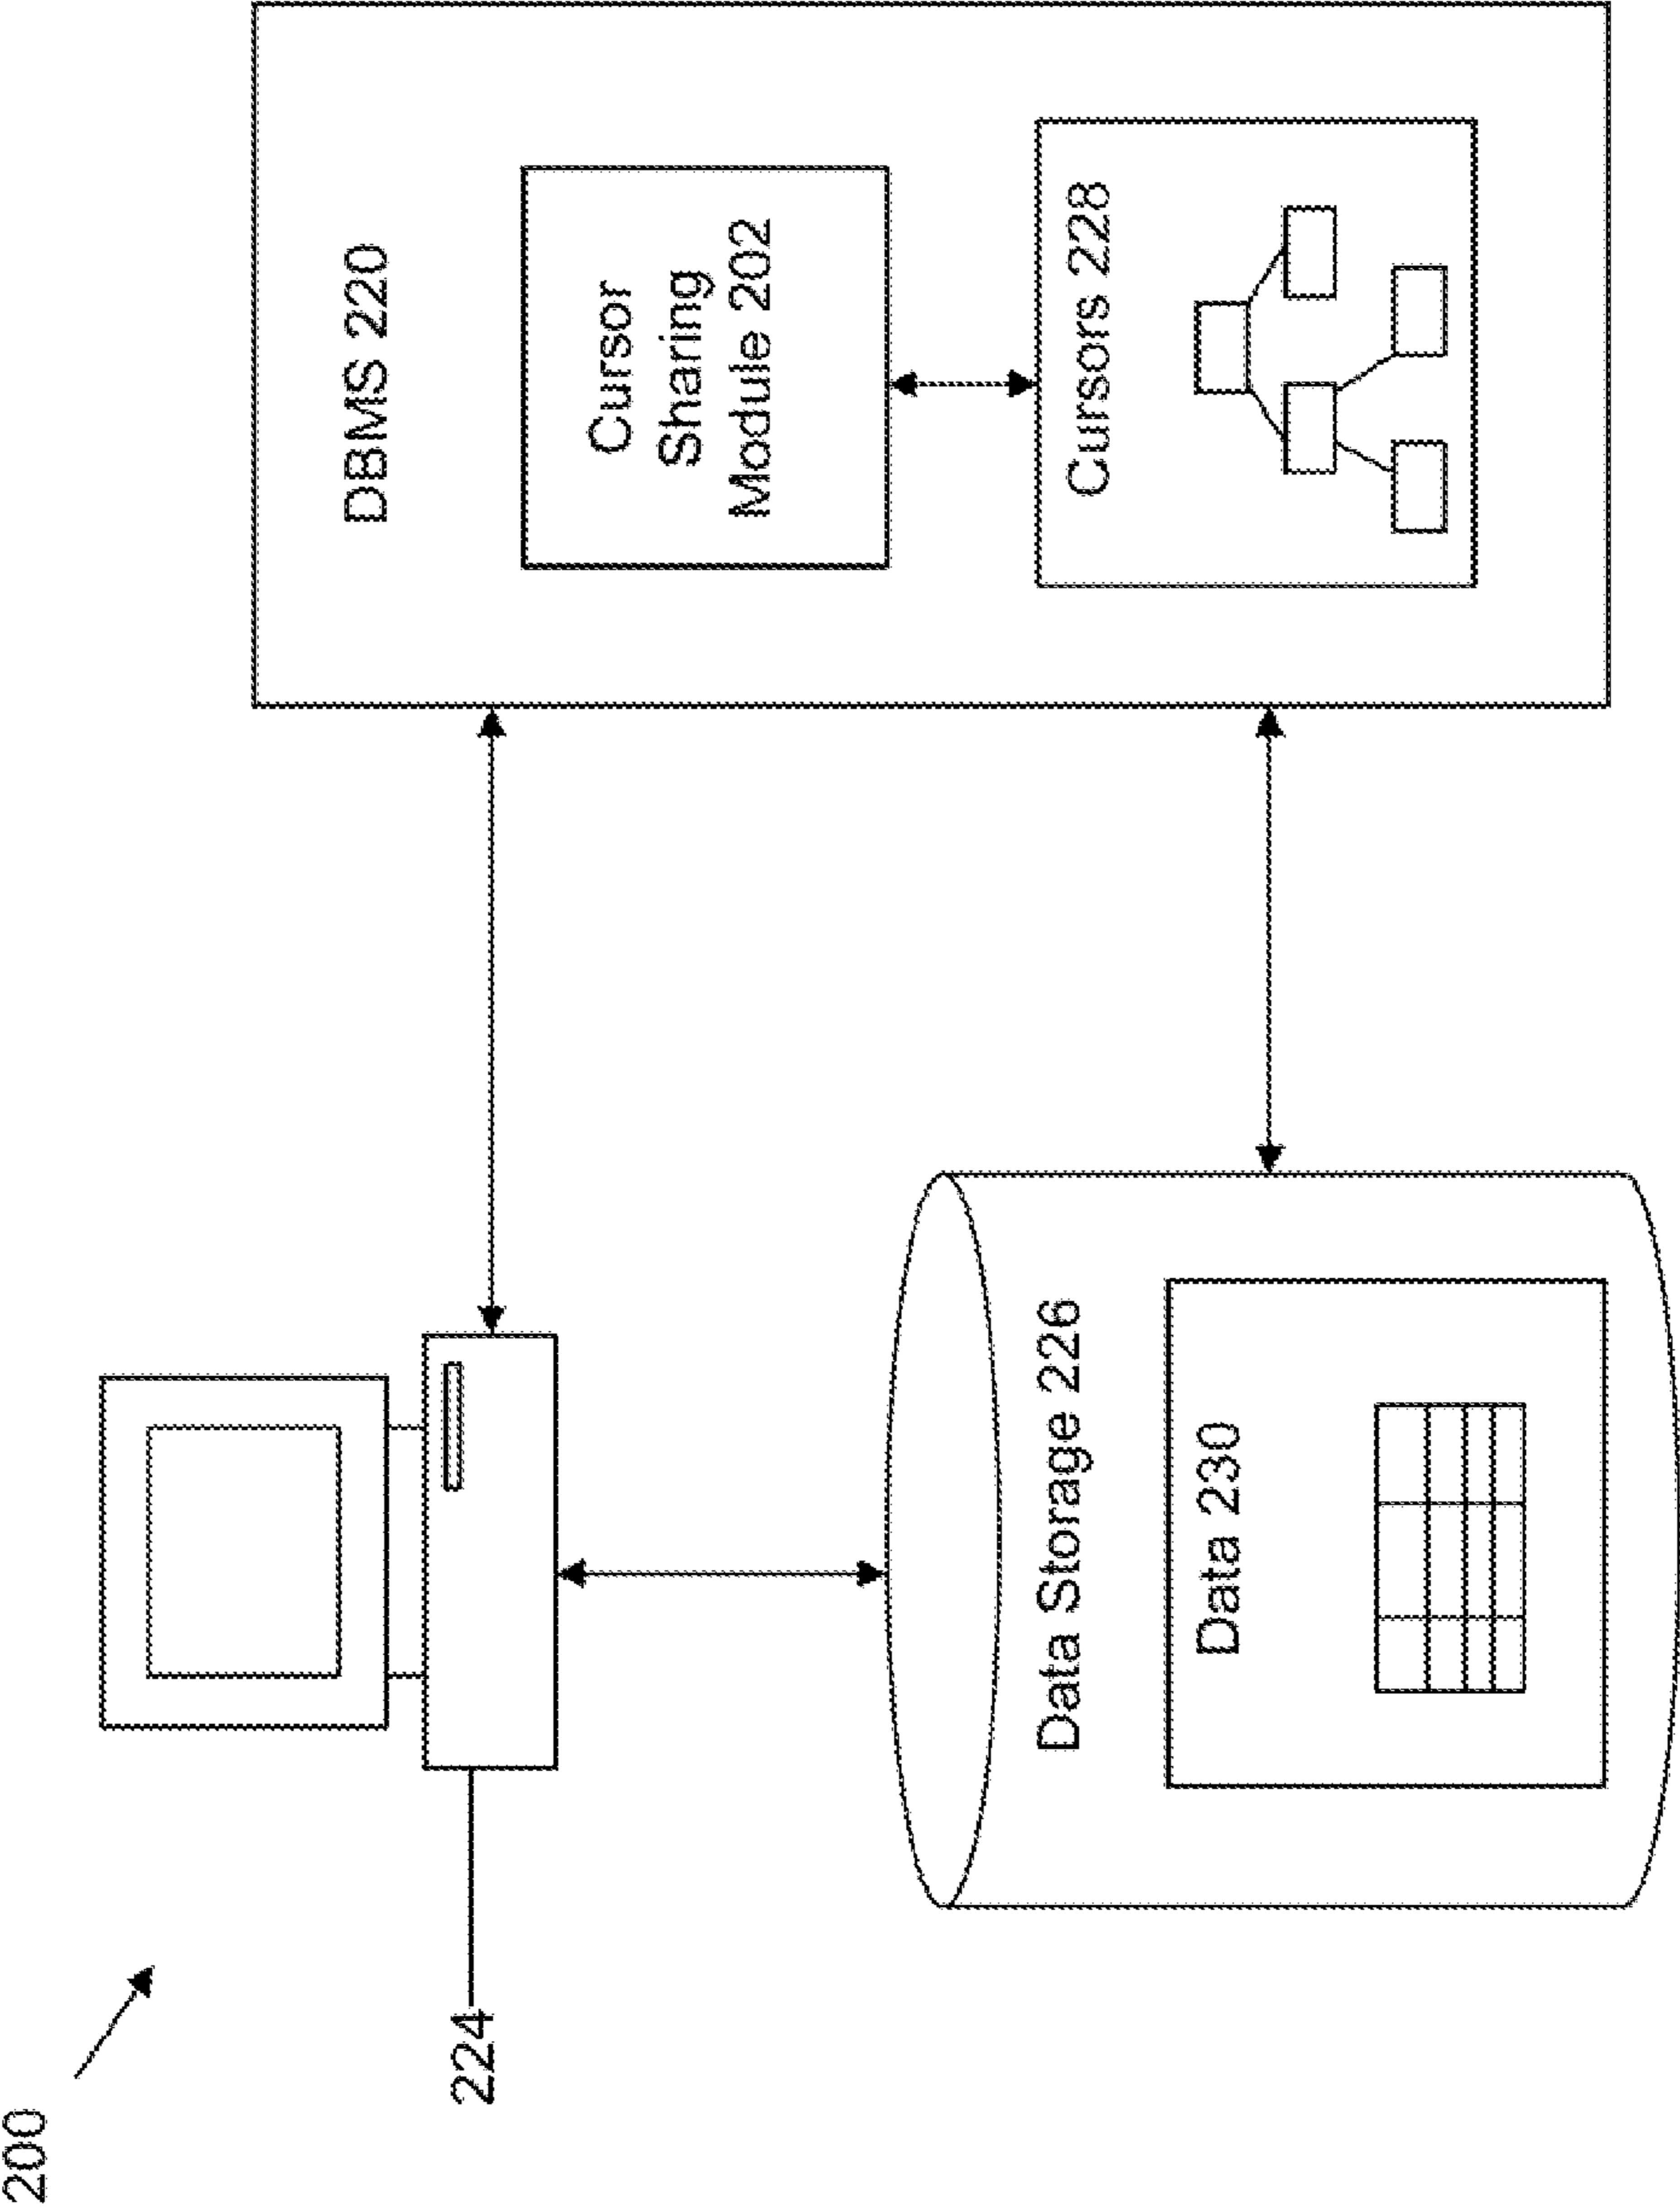 200
224
DBMS 220
Cursor
Sharing
Module 202
Cursors 228
Data Storage 226
Data 230